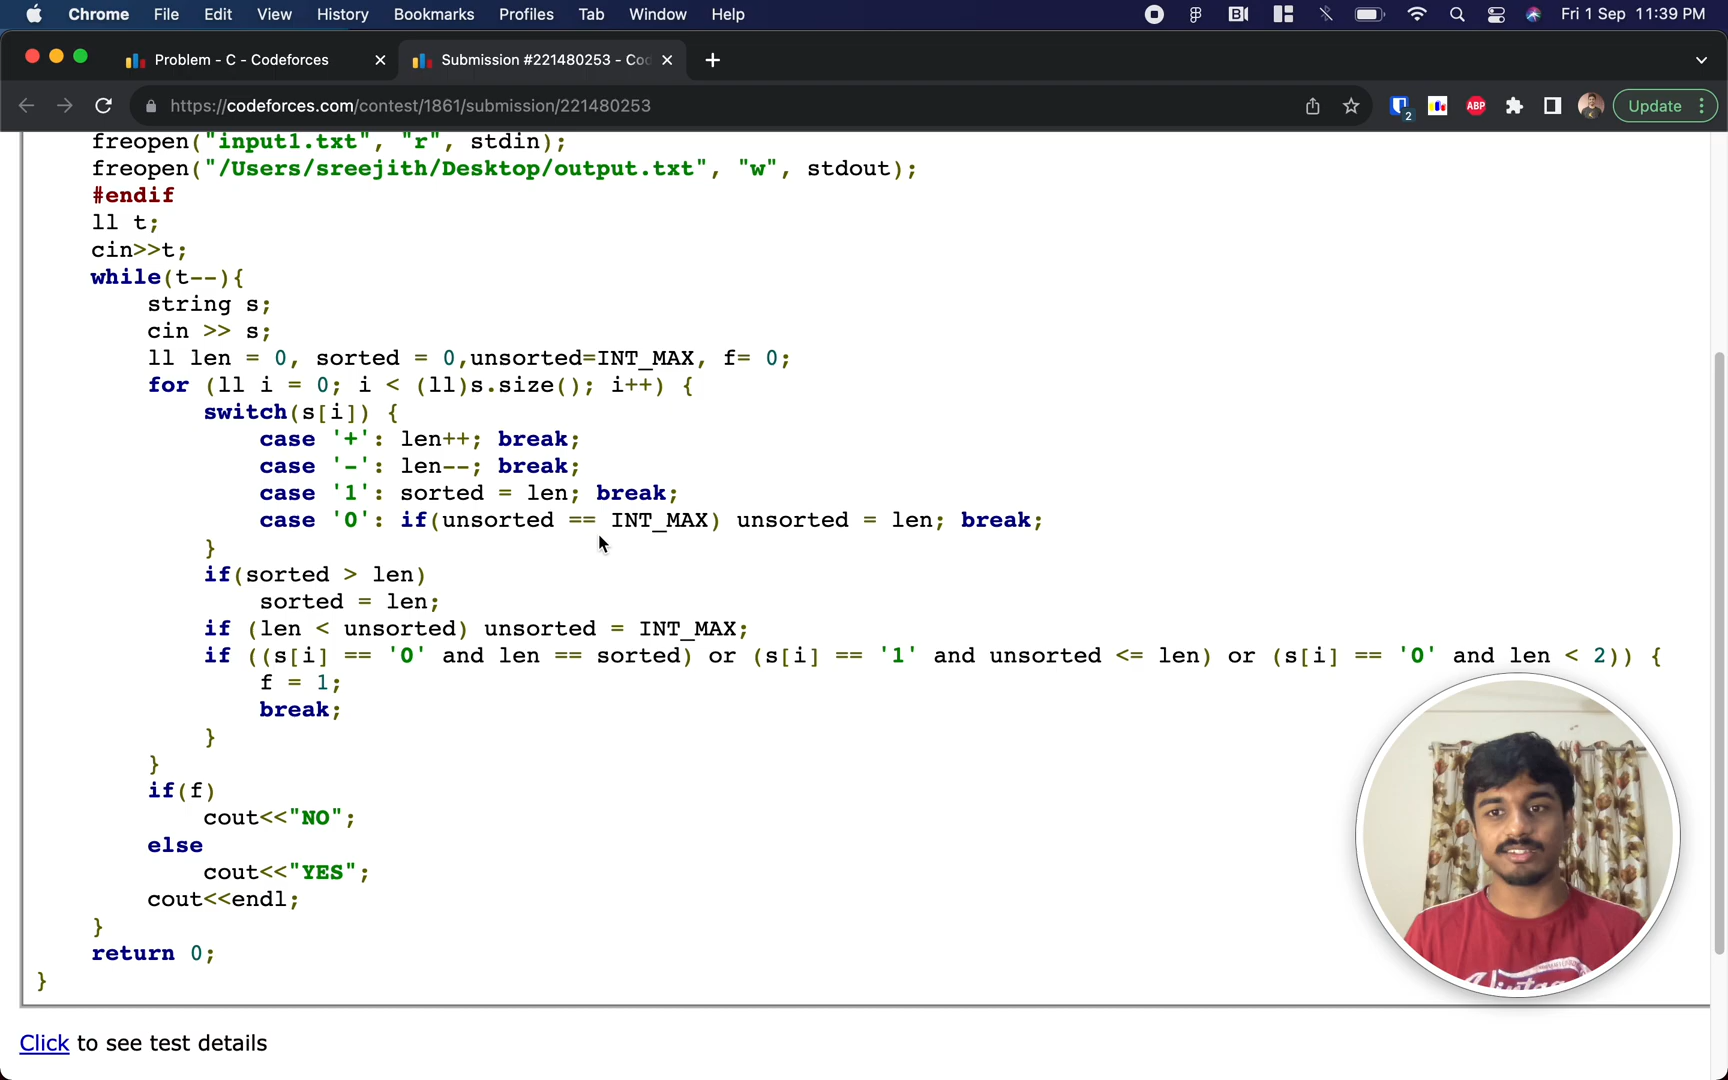 Chrome File Edit View History Bookmarks Profiles Tab Window Help Fri 1 Sep 11:39 PM
Problem - C - Codeforces Submission #221480253 - Co
https://codeforces.com/contest/1861/submission/221480253 2 ABP Update
freopen("input1.txt", "r", stdin);
freopen("/Users/sreejith/Desktop/output.txt", "w", stdout);
#endif
ll t;
cin>>t;
while(t--){
string s;
cin >> s;
ll len = 0, sorted = 0,unsorted=INT_MAX, f= 0;
for (ll i = 0; i < (ll)s.size(); i++) {
switch(s[i]) {
case '+': len++; break;
case '-': len--; break;
case '1': sorted = len; break;
case '0': if(unsorted == INT_MAX) unsorted = len; break;
}
if(sorted > len)
sorted = len;
if (len < unsorted) unsorted = INT_MAX;
if ((s[i] == '0' and len == sorted) or (s[i] == '1' and unsorted <= len) or (s[i] == '0' and len < 2)) {
f = 1;
break;
}
}
if(f)
cout<<"NO";
else
cout<<"YES";
cout<<endl;
}
return 0;
}
Click to see test details